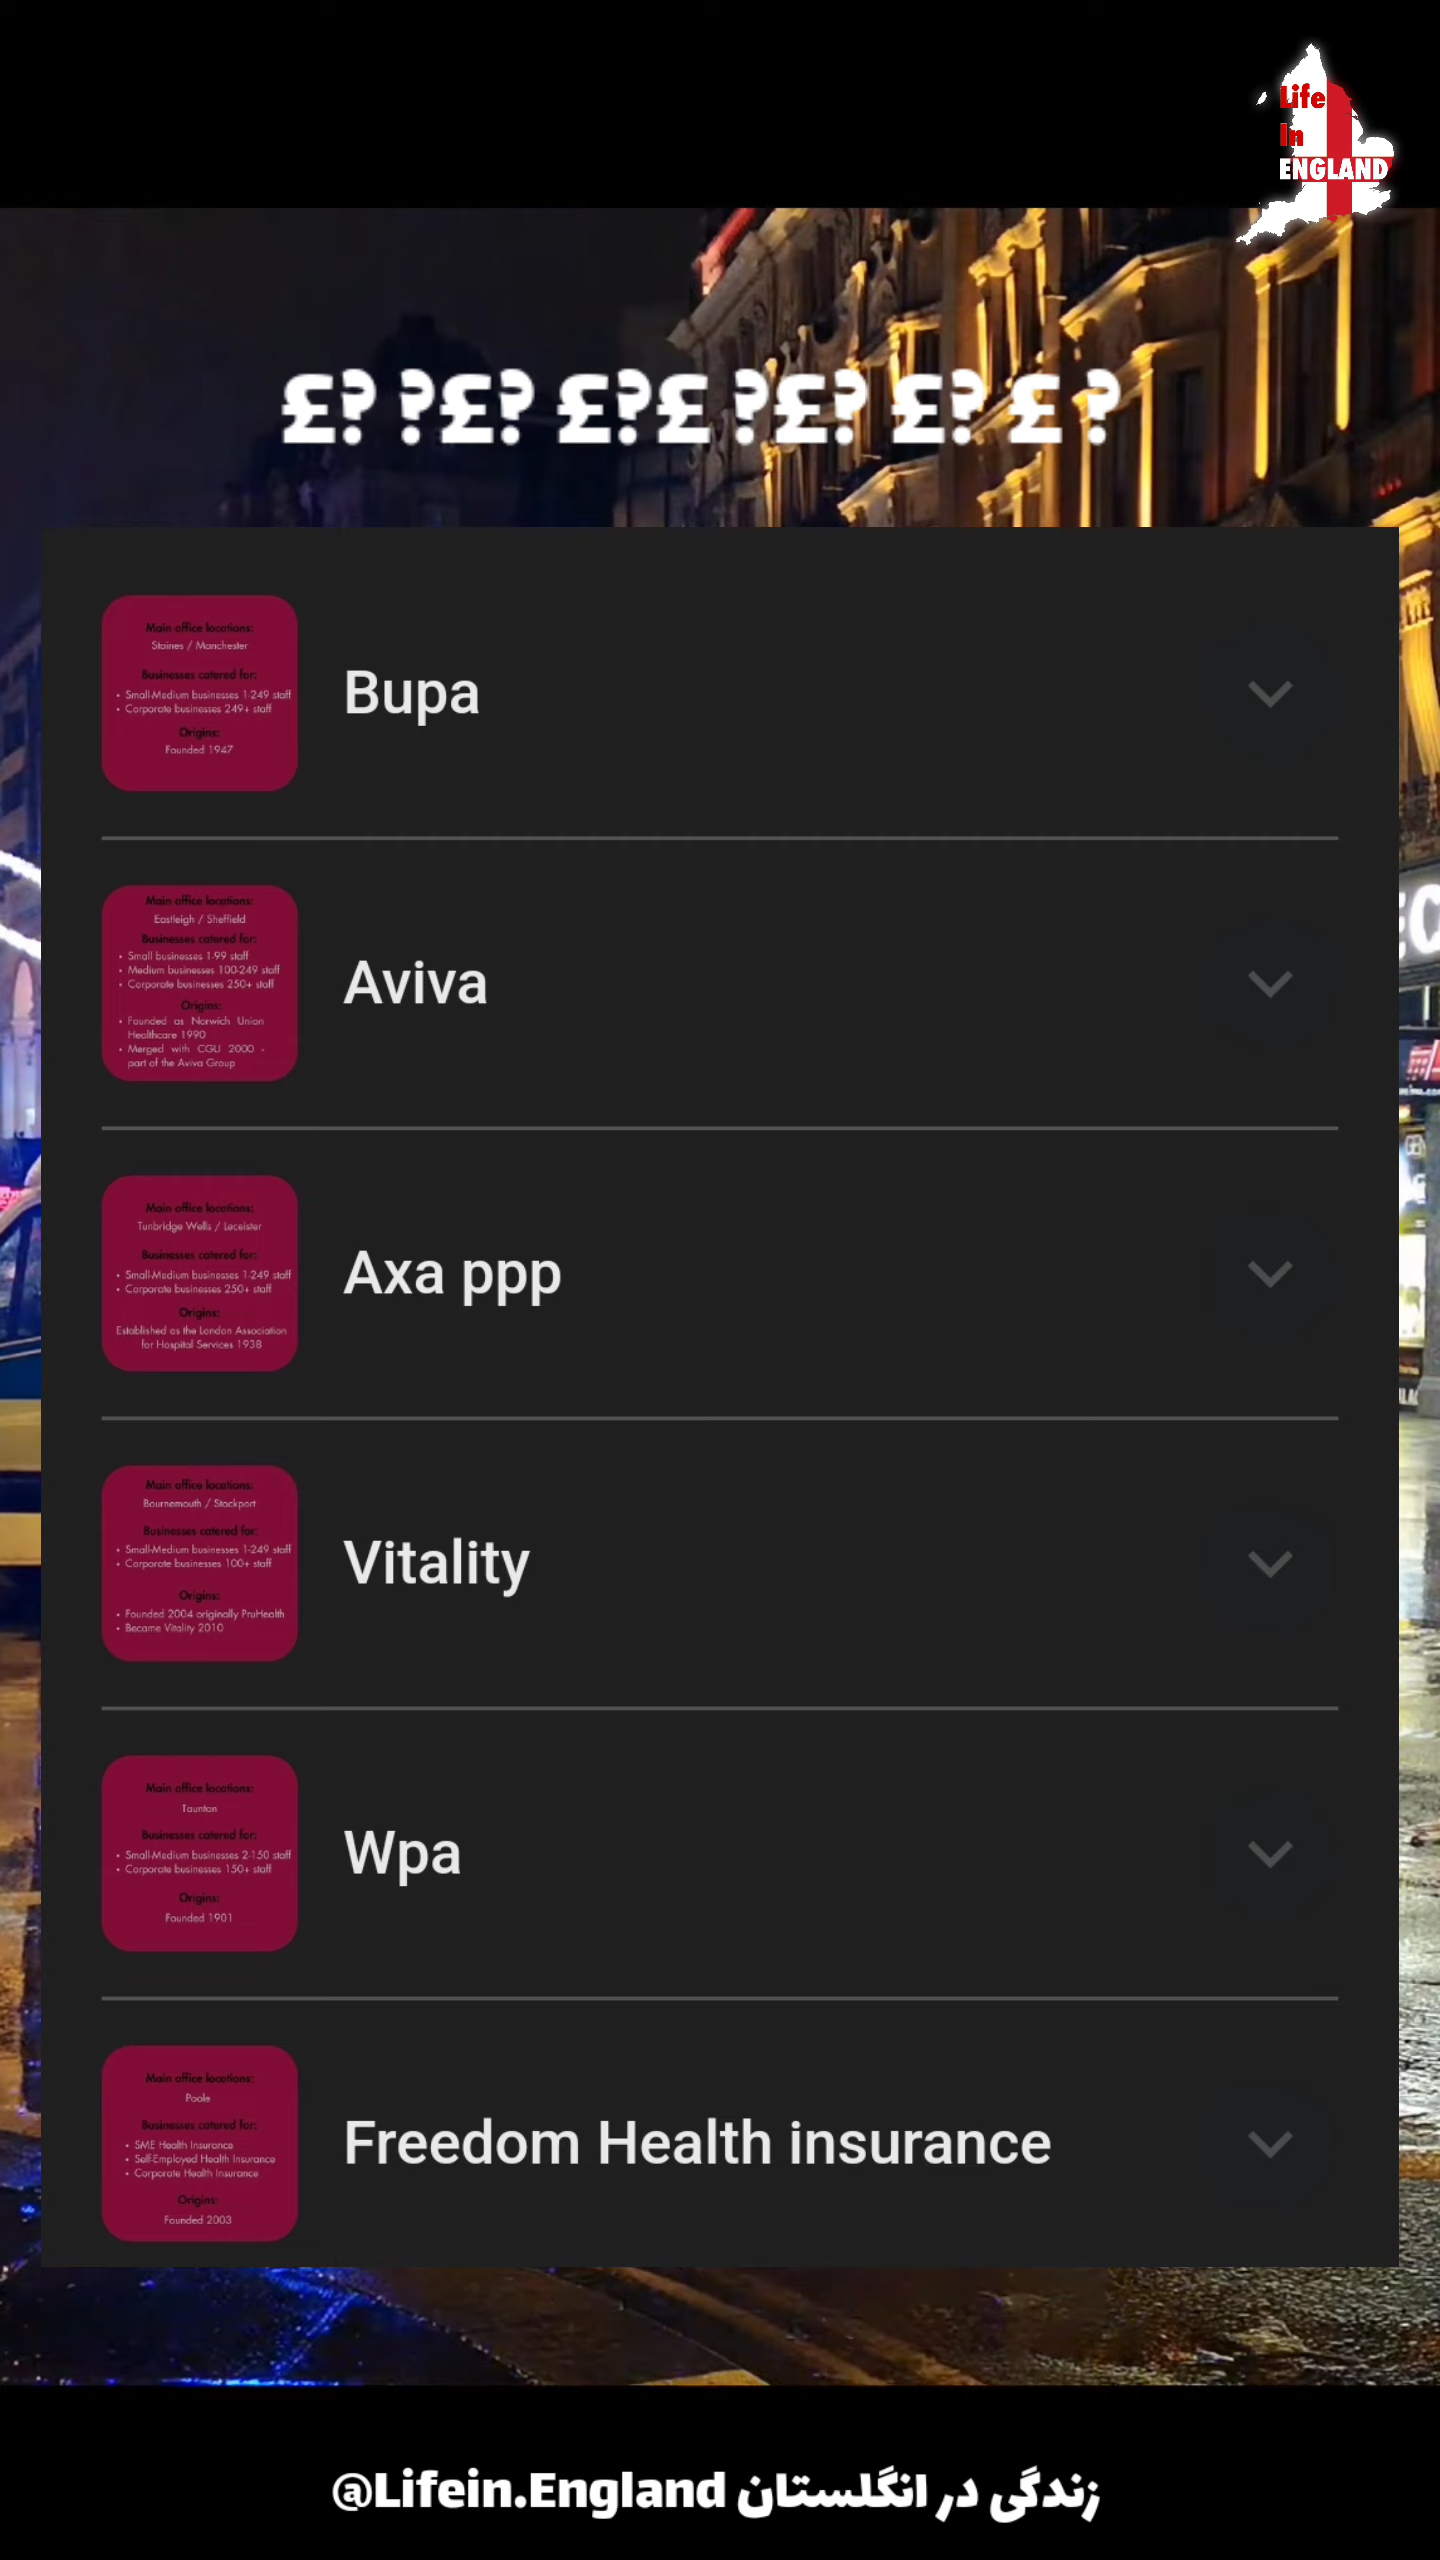 Life
In
ENGLAND
£? ?£? £?£ ?£? £? £ ?
Main office locations:
Staines / Manchester
Businesses catered for:
• Small-Medium businesses 1-249 staff
• Corporate businesses 249+ staff
Origins:
Founded 1947
Bupa
Main office locations:
Eastleigh / Sheffield
Businesses catered for:
• Small businesses 1-99 staff
• Medium businesses 100-249 staff
• Corporate businesses 250+ staff
Origins:
• Founded as Norwich Union
Healthcare 1990
• Merged with CGU 2000 -
part of the Aviva Group
Aviva
Main office locations:
Tunbridge Wells / Leceister
Businesses catered for:
• Small-Medium businesses 1-249 staff
• Corporate businesses 250+ staff
Origins:
Established as the London Association
for Hospital Services 1938
Axa ppp
Main office locations:
Bournemouth / Stockport
Businesses catered for:
• Small-Medium businesses 1-249 staff
• Corporate businesses 100+ staff
Origins:
• Founded 2004 originally PruHealth
• Became Vitality 2010
Vitality
Main office locations:
Taunton
Businesses catered for:
• Small-Medium businesses 2-150 staff
• Corporate businesses 150+ staff
Origins:
Founded 1901
Wpa
Main office locations:
Poole
Businesses catered for:
• SME Health Insurance
• Self-Employed Health Insurance
• Corporate Health Insurance
Origins:
Founded 2003
Freedom Health insurance
@Lifein.England زندگی در انگلستان